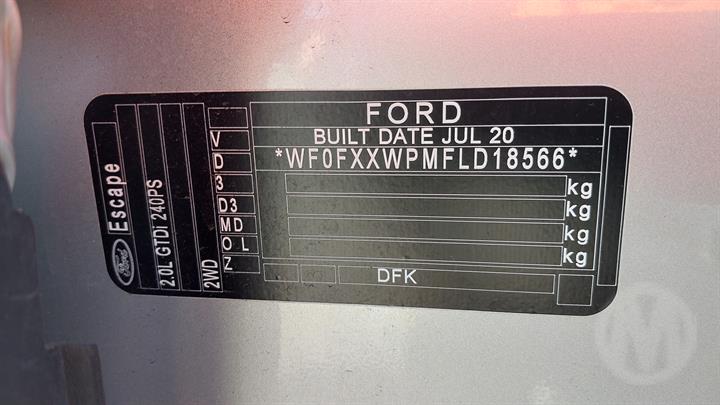 FORD
BUILT DATE JUL 20
*WF0FXXWPMFLD18566*
kg
kg
kg
kg
DFK
V
D
3
D3
MD
O L
Z
2WD
2.0L GTDi 240PS
Escape
Ford
M